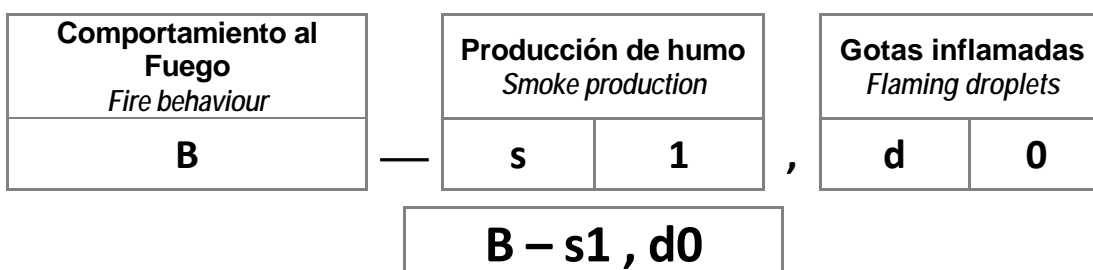 Comportamiento al
Fuego
Fire behaviour
Producción de humo
Smoke production
Gotas inflamadas
Flaming droplets
B — s 1 , d 0
B – s1 , d0